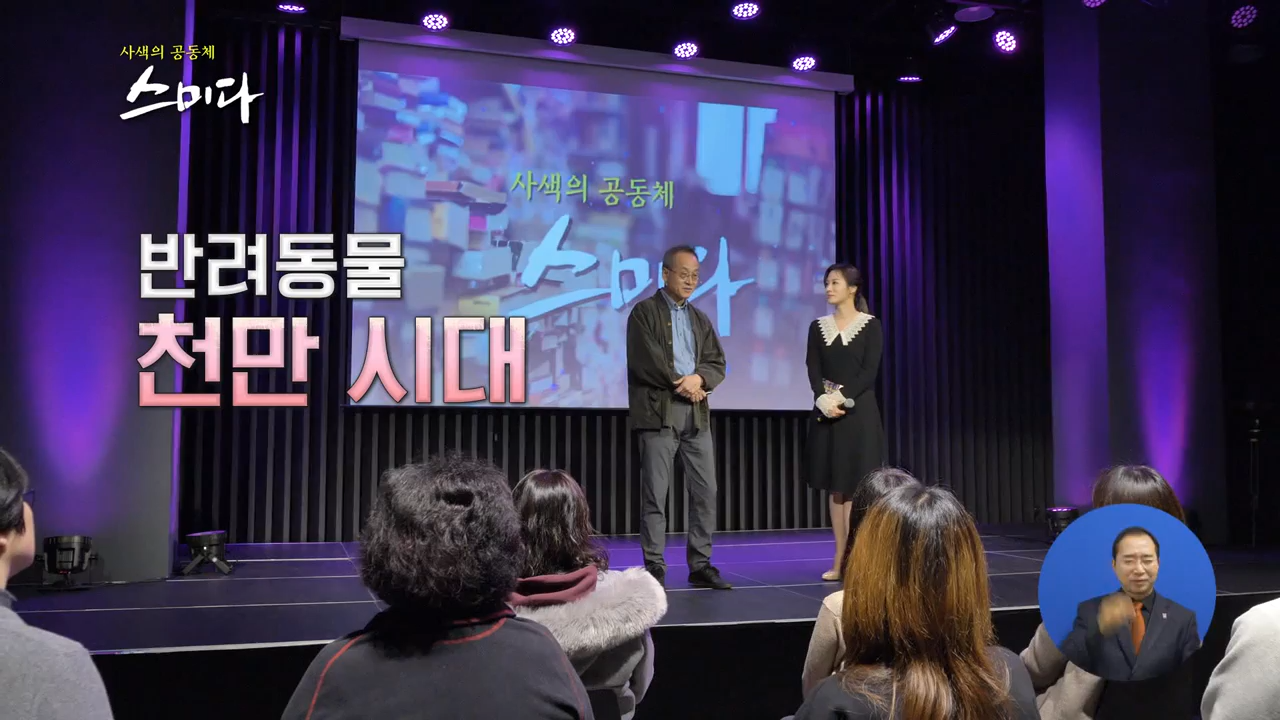 사색의 공동체
스미다
사색의 공동체
스미다
반려동물
천만 시대